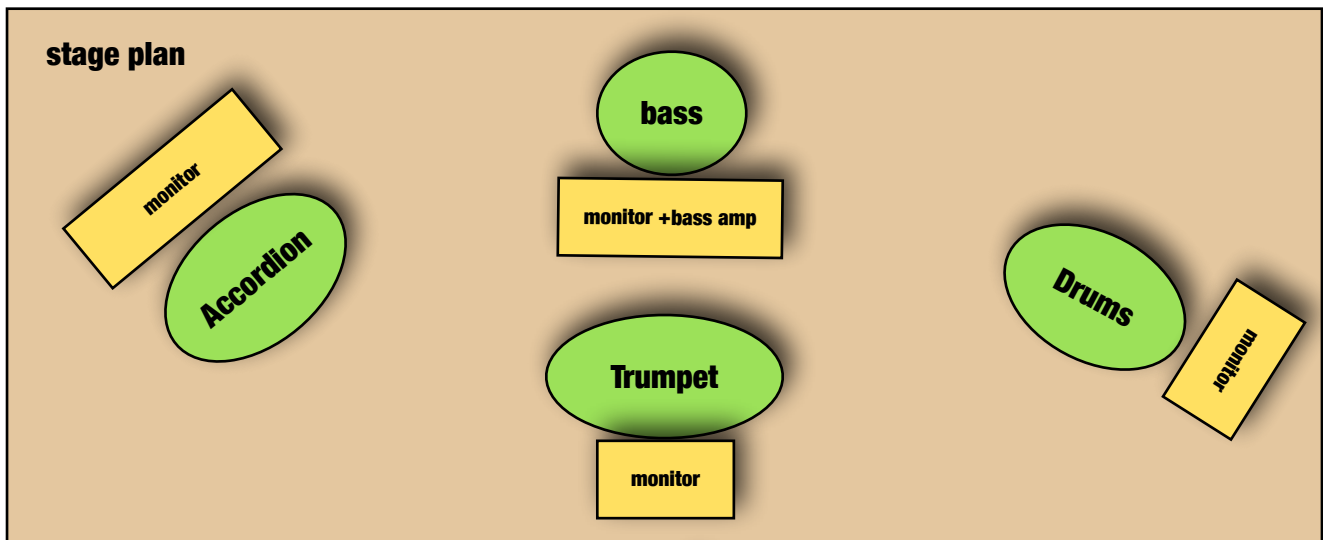 stage plan
bass
monitor
monitor +bass amp
Accordion
Drums
monitor
Trumpet
monitor